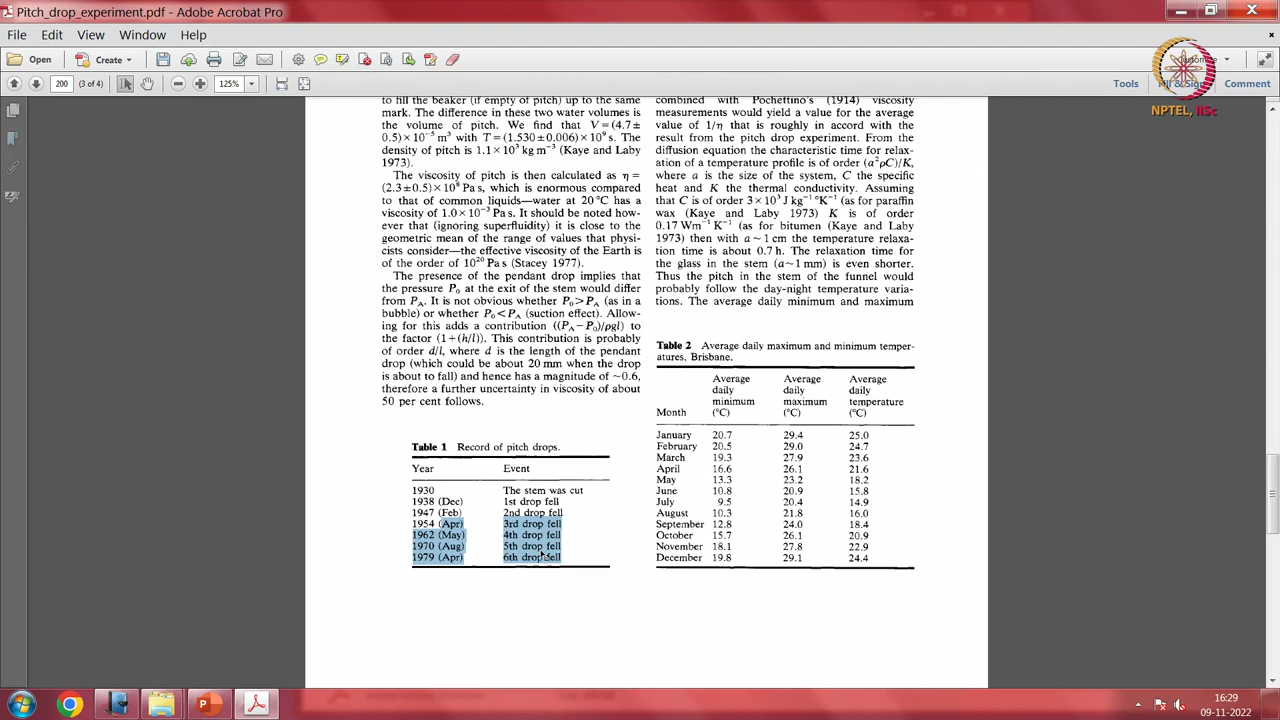 Pitch_drop_experiment.pdf - Adobe Acrobat Pro
File Edit View Window Help
Open Create
200 (3 of 4) 125%
Tools Comment
NPTEL, IISc
to fill the beaker (if empty of pitch) up to the same
mark. The difference in these two water volumes is
the volume of pitch. We find that V=(4.7±
0.5)×10⁻⁵ m³ with T=(1.530±0.006)×10⁹ s. The
density of pitch is 1.1×10³ kg m⁻³ (Kaye and Laby
1973).
The viscosity of pitch is then calculated as η=
(2.3±0.5)×10⁸ Pa s, which is enormous compared
to that of common liquids—water at 20 °C has a
viscosity of 1.0×10⁻³ Pa s. It should be noted how-
ever that (ignoring superfluidity) it is close to the
geometric mean of the range of values that physi-
cists consider—the effective viscosity of the Earth is
of the order of 10²⁰ Pa s (Stacey 1977).
The presence of the pendant drop implies that
the pressure P₀ at the exit of the stem would differ
from P_A. It is not obvious whether P₀>P_A (as in a
bubble) or whether P₀<P_A (suction effect). Allow-
ing for this adds a contribution ((P_A−P₀)/ρgl) to
the factor (1+(h/l)). This contribution is probably
of order d/l, where d is the length of the pendant
drop (which could be about 20 mm when the drop
is about to fall) and hence has a magnitude of ~0.6,
therefore a further uncertainty in viscosity of about
50 per cent follows.
Table 1 Record of pitch drops.
Year Event
1930 The stem was cut
1938 (Dec) 1st drop fell
1947 (Feb) 2nd drop fell
1954 (Apr) 3rd drop fell
1962 (May) 4th drop fell
1970 (Aug) 5th drop fell
1979 (Apr) 6th drop fell
combined with Pochettino's (1914) viscosity
measurements would yield a value for the average
value of 1/η that is roughly in accord with the
result from the pitch drop experiment. From the
diffusion equation the characteristic time for relax-
ation of a temperature profile is of order (a²ρC)/K,
where a is the size of the system, C the specific
heat and K the thermal conductivity. Assuming
that C is of order 3×10³ J kg⁻¹ °K⁻¹ (as for paraffin
wax (Kaye and Laby 1973) K is of order
0.17 Wm⁻¹ K⁻¹ (as for bitumen (Kaye and Laby
1973) then with a~1 cm the temperature relaxa-
tion time is about 0.7 h. The relaxation time for
the glass in the stem (a~1 mm) is even shorter.
Thus the pitch in the stem of the funnel would
probably follow the day-night temperature varia-
tions. The average daily minimum and maximum
Table 2 Average daily maximum and minimum temper-
atures, Brisbane.
Average Average Average
daily daily daily
minimum maximum temperature
Month (°C) (°C) (°C)
January 20.7 29.4 25.0
February 20.5 29.0 24.7
March 19.3 27.9 23.6
April 16.6 26.1 21.6
May 13.3 23.2 18.2
June 10.8 20.9 15.8
July 9.5 20.4 14.9
August 10.3 21.8 16.0
September 12.8 24.0 18.4
October 15.7 26.1 20.9
November 18.1 27.8 22.9
December 19.8 29.1 24.4
16:29
09-11-2022